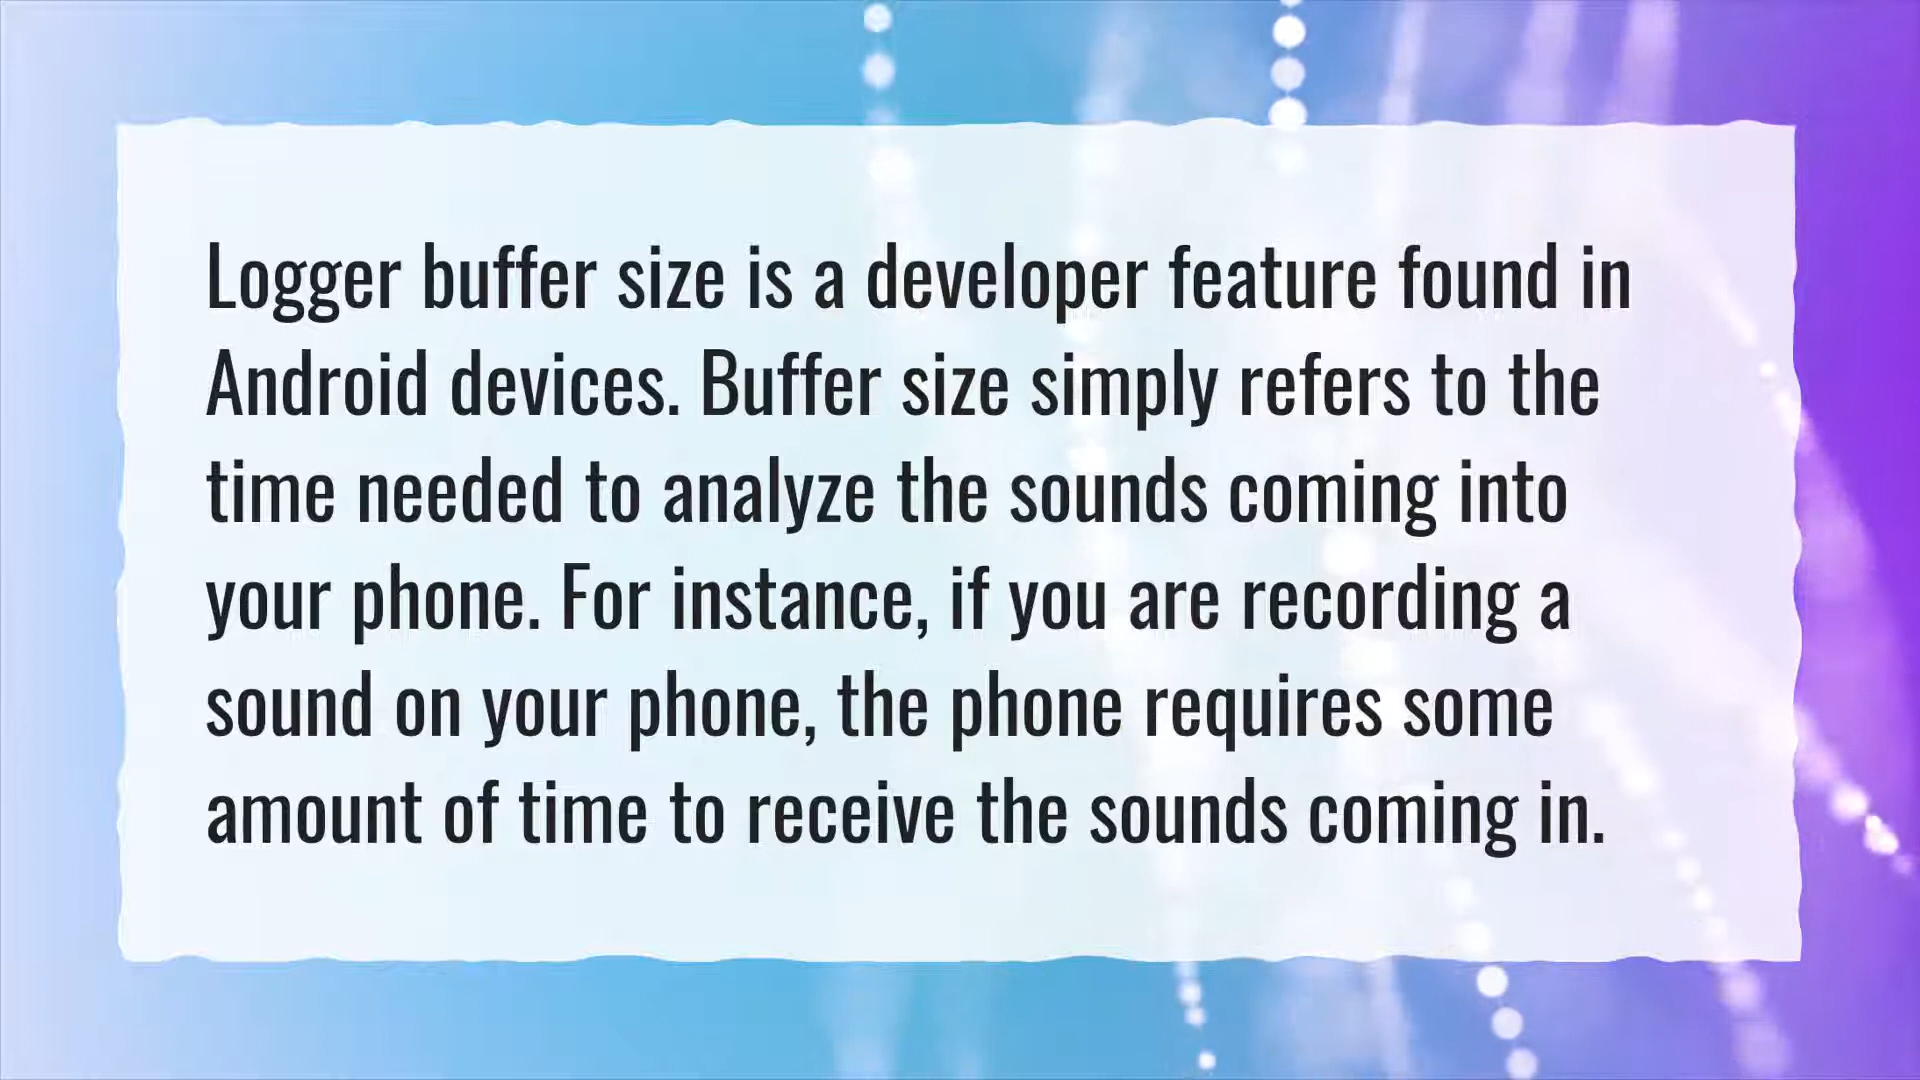 Logger buffer size is a developer feature found in
Android devices. Buffer size simply refers to the
time needed to analyze the sounds coming into
your phone. For instance, if you are recording a
sound on your phone, the phone requires some
amount of time to receive the sounds coming in.